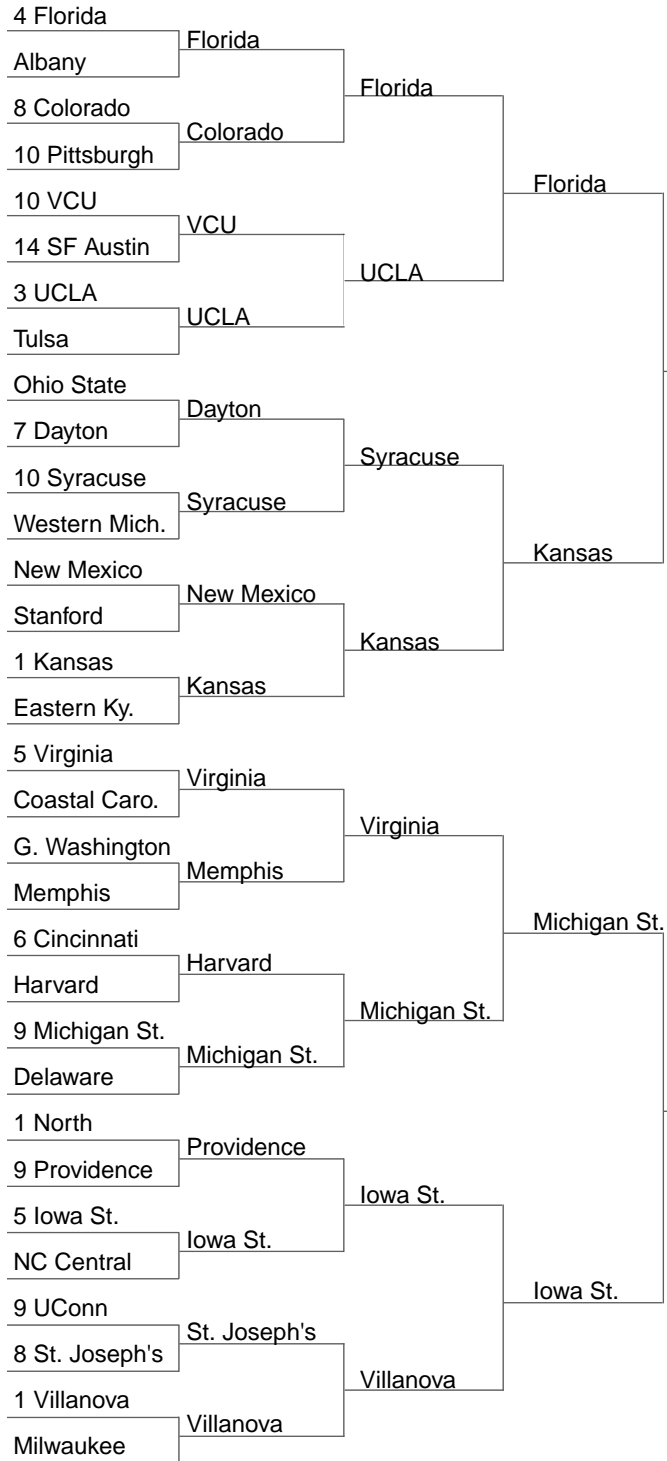 4 Florida
Albany
8 Colorado
10 Pittsburgh
10 VCU
14 SF Austin
3 UCLA
Tulsa
Ohio State
7 Dayton
10 Syracuse
Western Mich.
New Mexico
Stanford
1 Kansas
Eastern Ky.
5 Virginia
Coastal Caro.
G. Washington
Memphis
6 Cincinnati
Harvard
9 Michigan St.
Delaware
1 North
9 Providence
5 Iowa St.
NC Central
9 UConn
8 St. Joseph's
1 Villanova
Milwaukee
Florida
Colorado
VCU
UCLA
Dayton
Syracuse
New Mexico
Kansas
Virginia
Memphis
Harvard
Michigan St.
Providence
Iowa St.
St. Joseph's
Villanova
Florida
UCLA
Syracuse
Kansas
Virginia
Michigan St.
Iowa St.
Villanova
Florida
Kansas
Michigan St.
Iowa St.